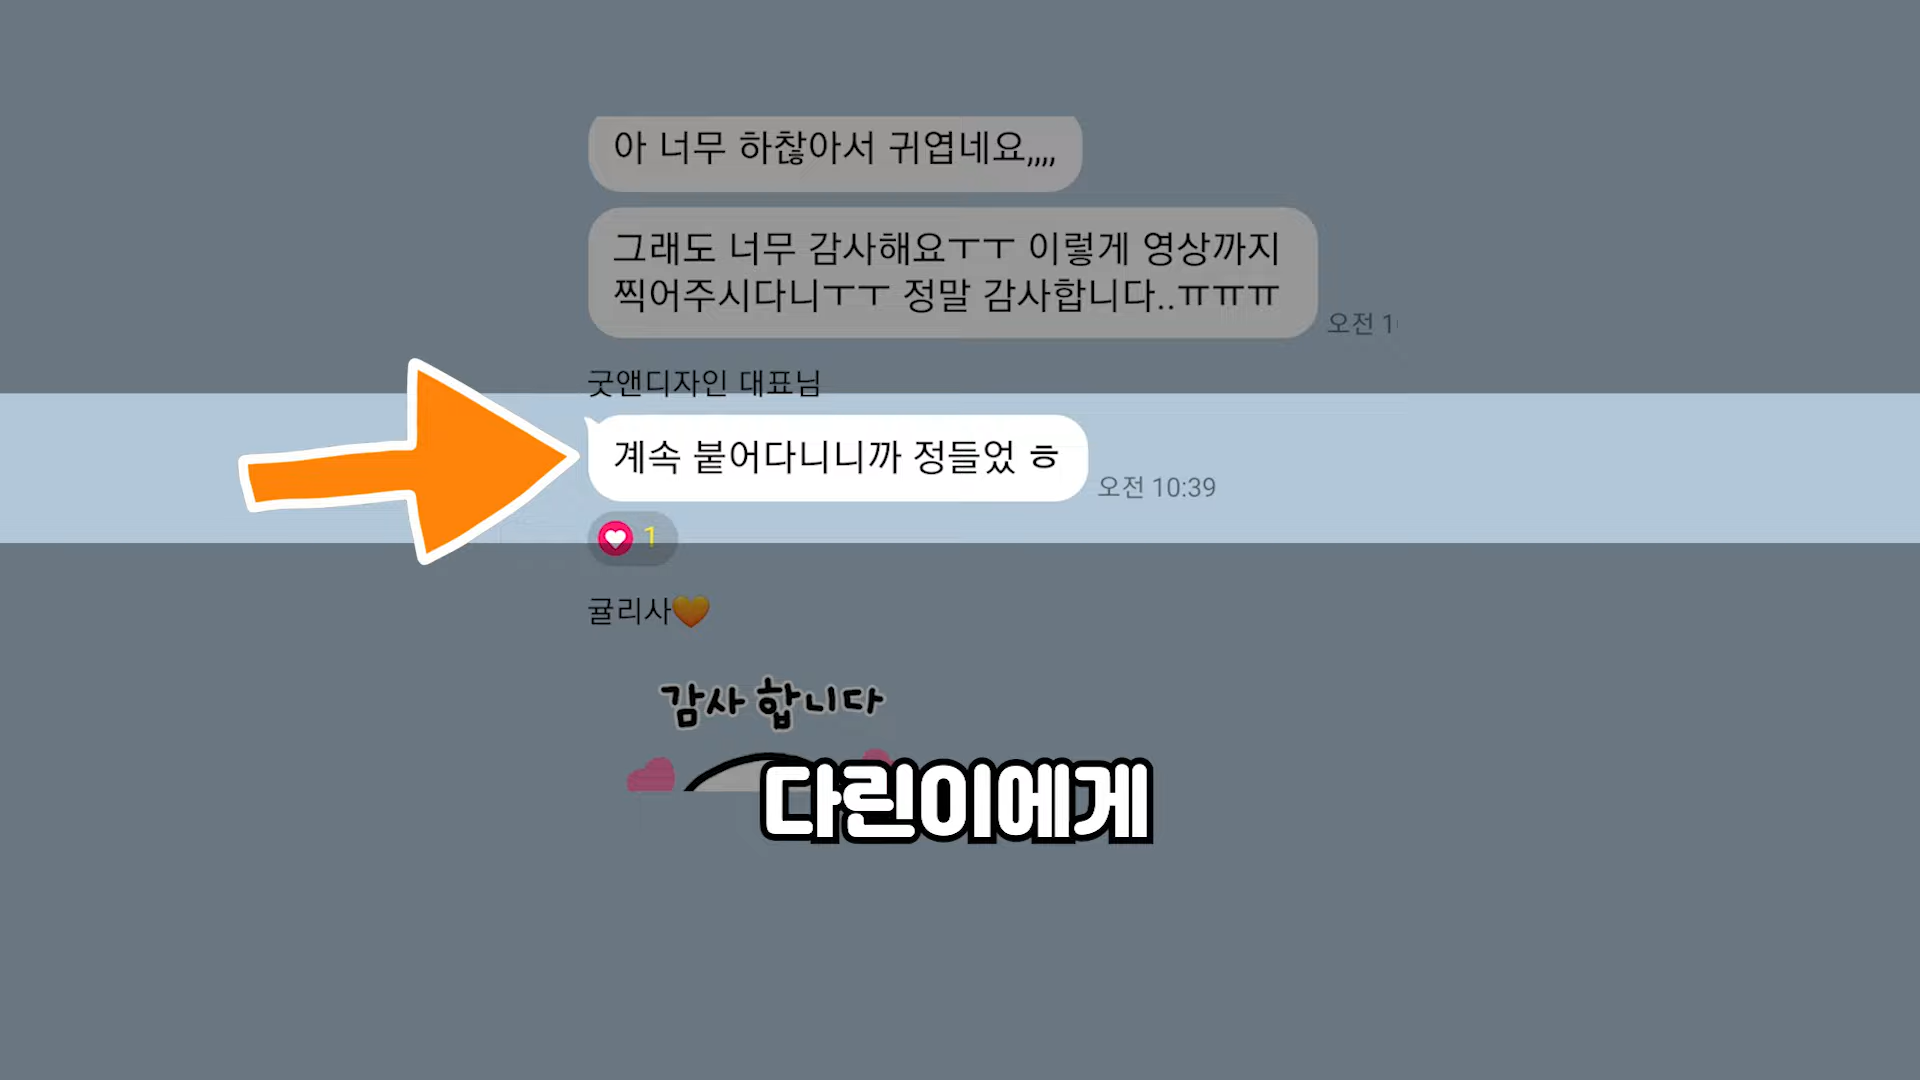 아 너무 하찮아서 귀엽네요,,,,
그래도 너무 감사해요ㅜㅜ 이렇게 영상까지
찍어주시다니ㅜㅜ 정말 감사합니다..ㅠㅠㅠ
오전 1
굿앤디자인 대표님
계속 붙어다니니까 정들었 ㅎ
오전 10:39
1
귤리사🧡
감사합니다
다린이에게